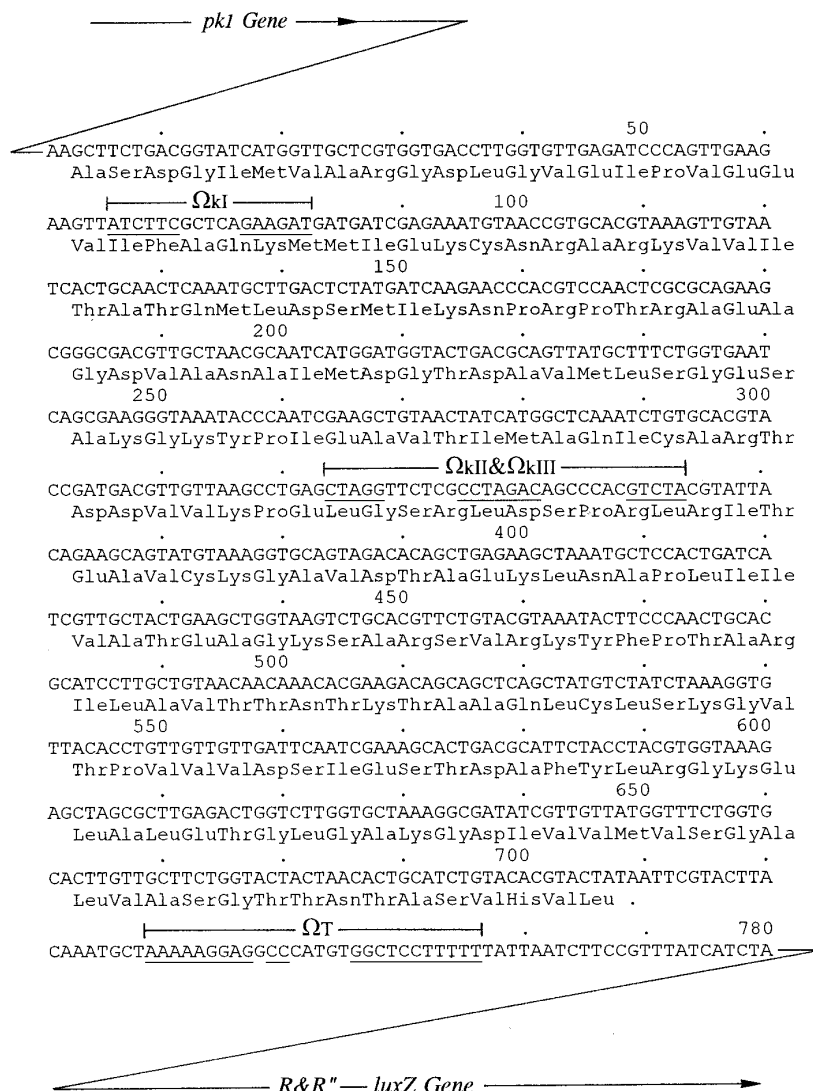 pk1 Gene
. . . . 50 .
AAGCTTCTGACGGTATCATGGTTGCTCGTGGTGACCTTGGTGTTGAGATCCCAGTTGAAG
AlaSerAspGlyIleMetValAlaArgGlyAspLeuGlyValGluIleProValGluGlu
ΩkI
. . . 100 . .
AAGTTATCTTCGCTCAGAAGATGATGATCGAGAAATGTAACCGTGCACGTAAAGTTGTAA
ValIlePheAlaGlnLysMetMetIleGluLysCysAsnArgAlaArgLysValValIle
. . 150 . . .
TCACTGCAACTCAAATGCTTGACTCTATGATCAAGAACCCACGTCCAACTCGCGCAGAAG
ThrAlaThrGlnMetLeuAspSerMetIleLysAsnProArgProThrArgAlaGluAla
. 200 . . . .
CGGGCGACGTTGCTAACGCAATCATGGATGGTACTGACGCAGTTATGCTTTCTGGTGAAT
GlyAspValAlaAsnAlaIleMetAspGlyThrAspAlaValMetLeuSerGlyGluSer
250 . . . . 300
CAGCGAAGGGTAAATACCCAATCGAAGCTGTAACTATCATGGCTCAAATCTGTGCACGTA
AlaLysGlyLysTyrProIleGluAlaValThrIleMetAlaGlnIleCysAlaArgThr
ΩkII&ΩkIII
CCGATGACGTTGTTAAGCCTGAGCTAGGTTCTCGCCTAGACAGCCCACGTCTACGTATTA
AspAspValValLysProGluLeuGlySerArgLeuAspSerProArgLeuArgIleThr
. . . 400 . .
CAGAAGCAGTATGTAAAGGTGCAGTAGACACAGCTGAGAAGCTAAATGCTCCACTGATCA
GluAlaValCysLysGlyAlaValAspThrAlaGluLysLeuAsnAlaProLeuIleIle
. . 450 . . .
TCGTTGCTACTGAAGCTGGTAAGTCTGCACGTTCTGTACGTAAATACTTCCCAACTGCAC
ValAlaThrGluAlaGlyLysSerAlaArgSerValArgLysTyrPheProThrAlaArg
. 500 . . . .
GCATCCTTGCTGTAACAACAAACACGAAGACAGCAGCTCAGCTATGTCTATCTAAAGGTG
IleLeuAlaValThrThrAsnThrLysThrAlaAlaGlnLeuCysLeuSerLysGlyVal
550 . . . . 600
TTACACCTGTTGTTGTTGATTCAATCGAAAGCACTGACGCATTCTACCTACGTGGTAAAG
ThrProValValValAspSerIleGluSerThrAspAlaPheTyrLeuArgGlyLysGlu
. . . . 650 .
AGCTAGCGCTTGAGACTGGTCTTGGTGCTAAAGGCGATATCGTTGTTATGGTTTCTGGTG
LeuAlaLeuGluThrGlyLeuGlyAlaLysGlyAspIleValValMetValSerGlyAla
. . . 700 . .
CACTTGTTGCTTCTGGTACTACTAACACTGCATCTGTACACGTACTATAATTCGTACTTA
LeuValAlaSerGlyThrThrAsnThrAlaSerValHisValLeu .
ΩT . . 780
CAAATGCTAAAAAGGAGGCCCATGTGGCTCCTTTTTTATTAATCTTCCGTTTATCATCTA
R&R" — luxZ Gene